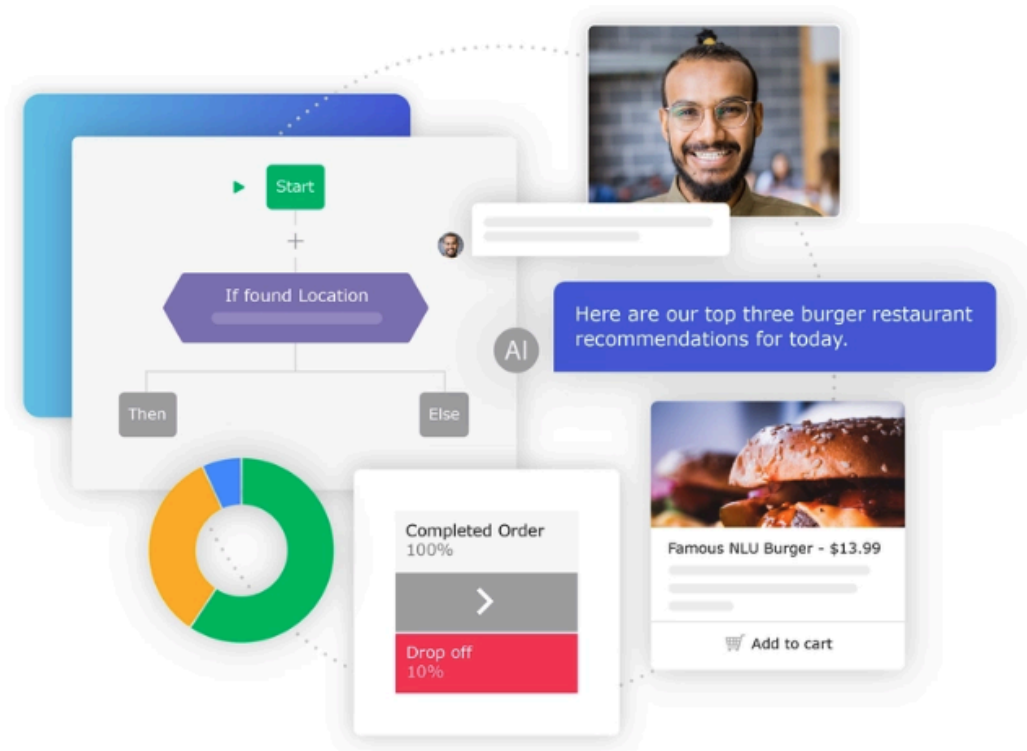 Start
If found Location
Then
Else
AI
Here are our top three burger restaurant
recommendations for today.
Completed Order
100%
Drop off
10%
Famous NLU Burger - $13.99
Add to cart